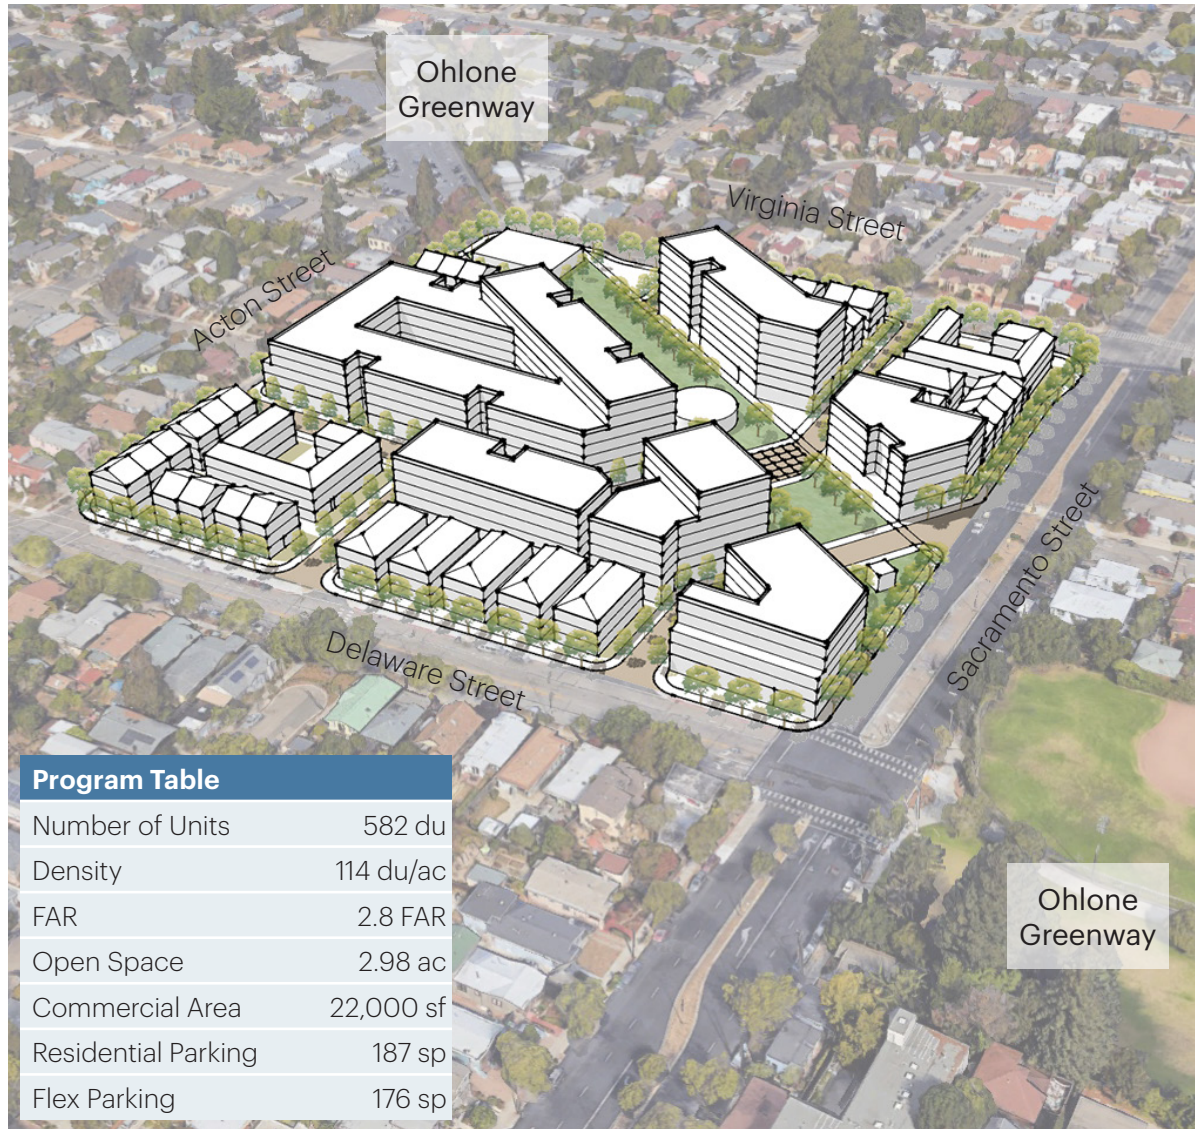 Ohlone
Greenway
Virginia Street
Acton Street
Sacramento Street
Delaware Street
Program Table
Number of Units 582 du
Density 114 du/ac
FAR 2.8 FAR
Open Space 2.98 ac
Commercial Area 22,000 sf
Residential Parking 187 sp
Flex Parking 176 sp
Ohlone
Greenway